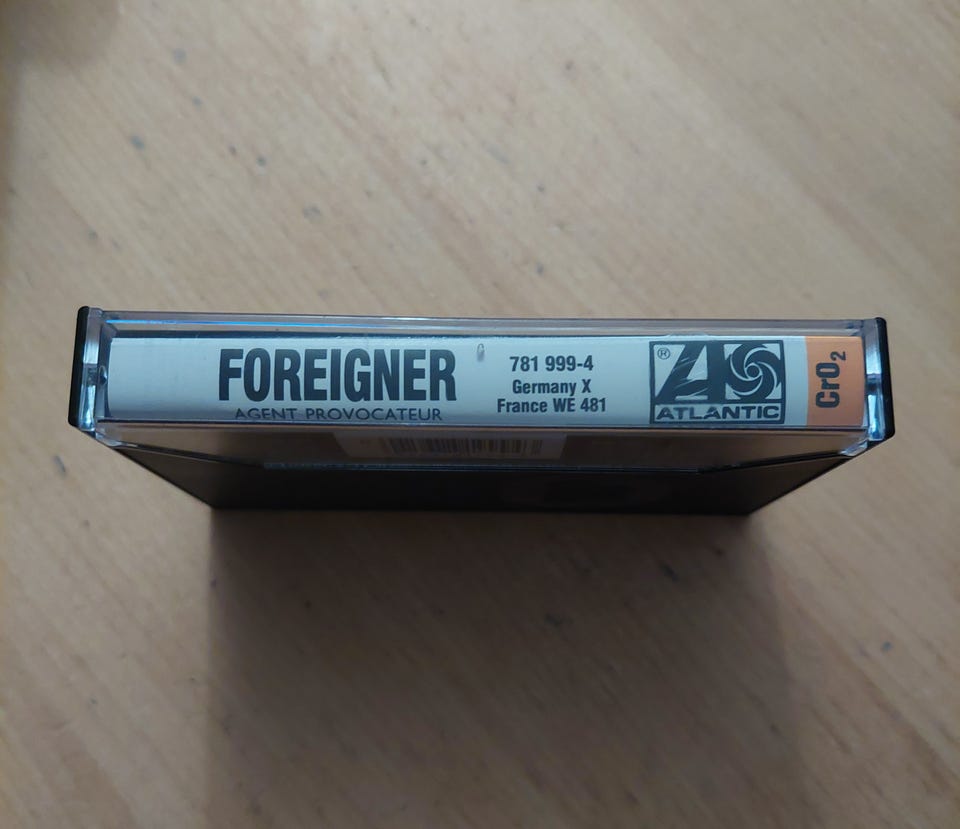 FOREIGNER
AGENT PROVOCATEUR
781 999-4
Germany X
France WE 481
®
ATLANTIC
CrO₂